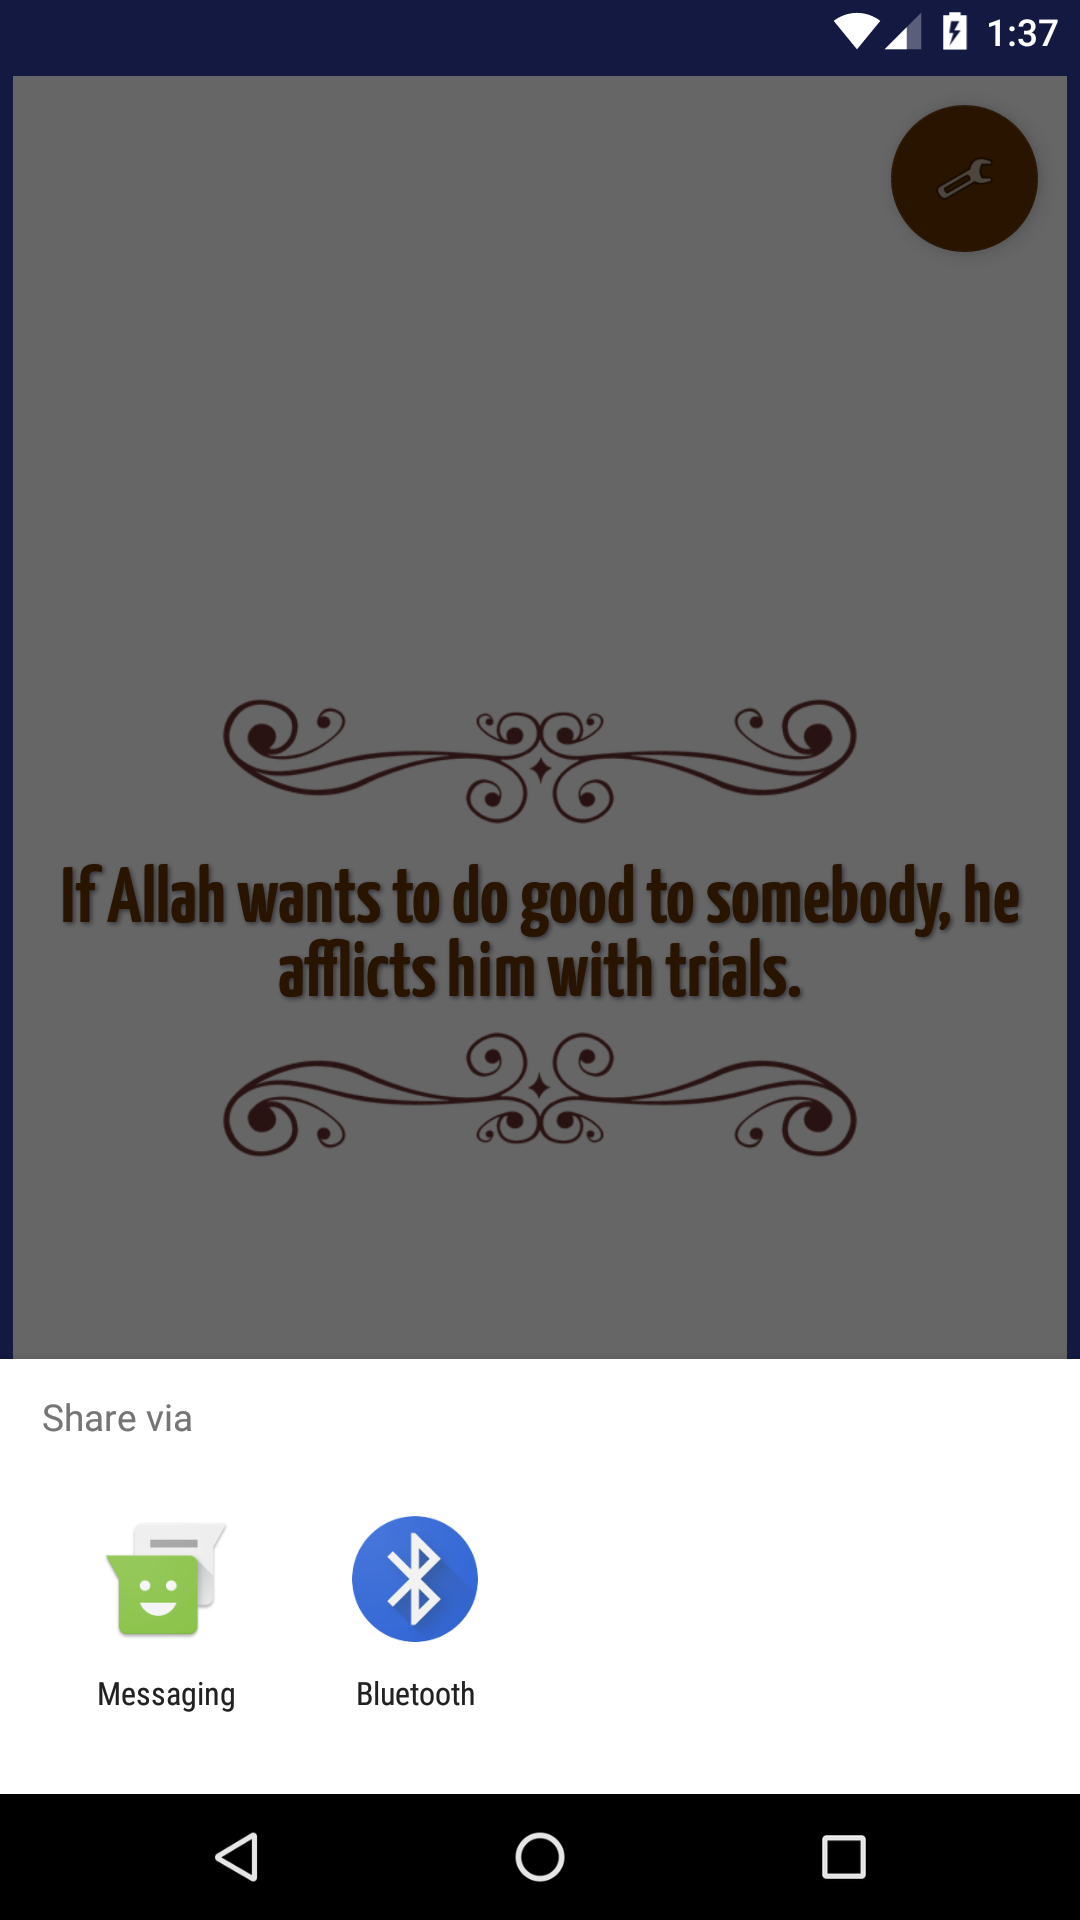 1:37
If Allah wants to do good to somebody, he
afflicts him with trials.
Share via
Messaging
Bluetooth